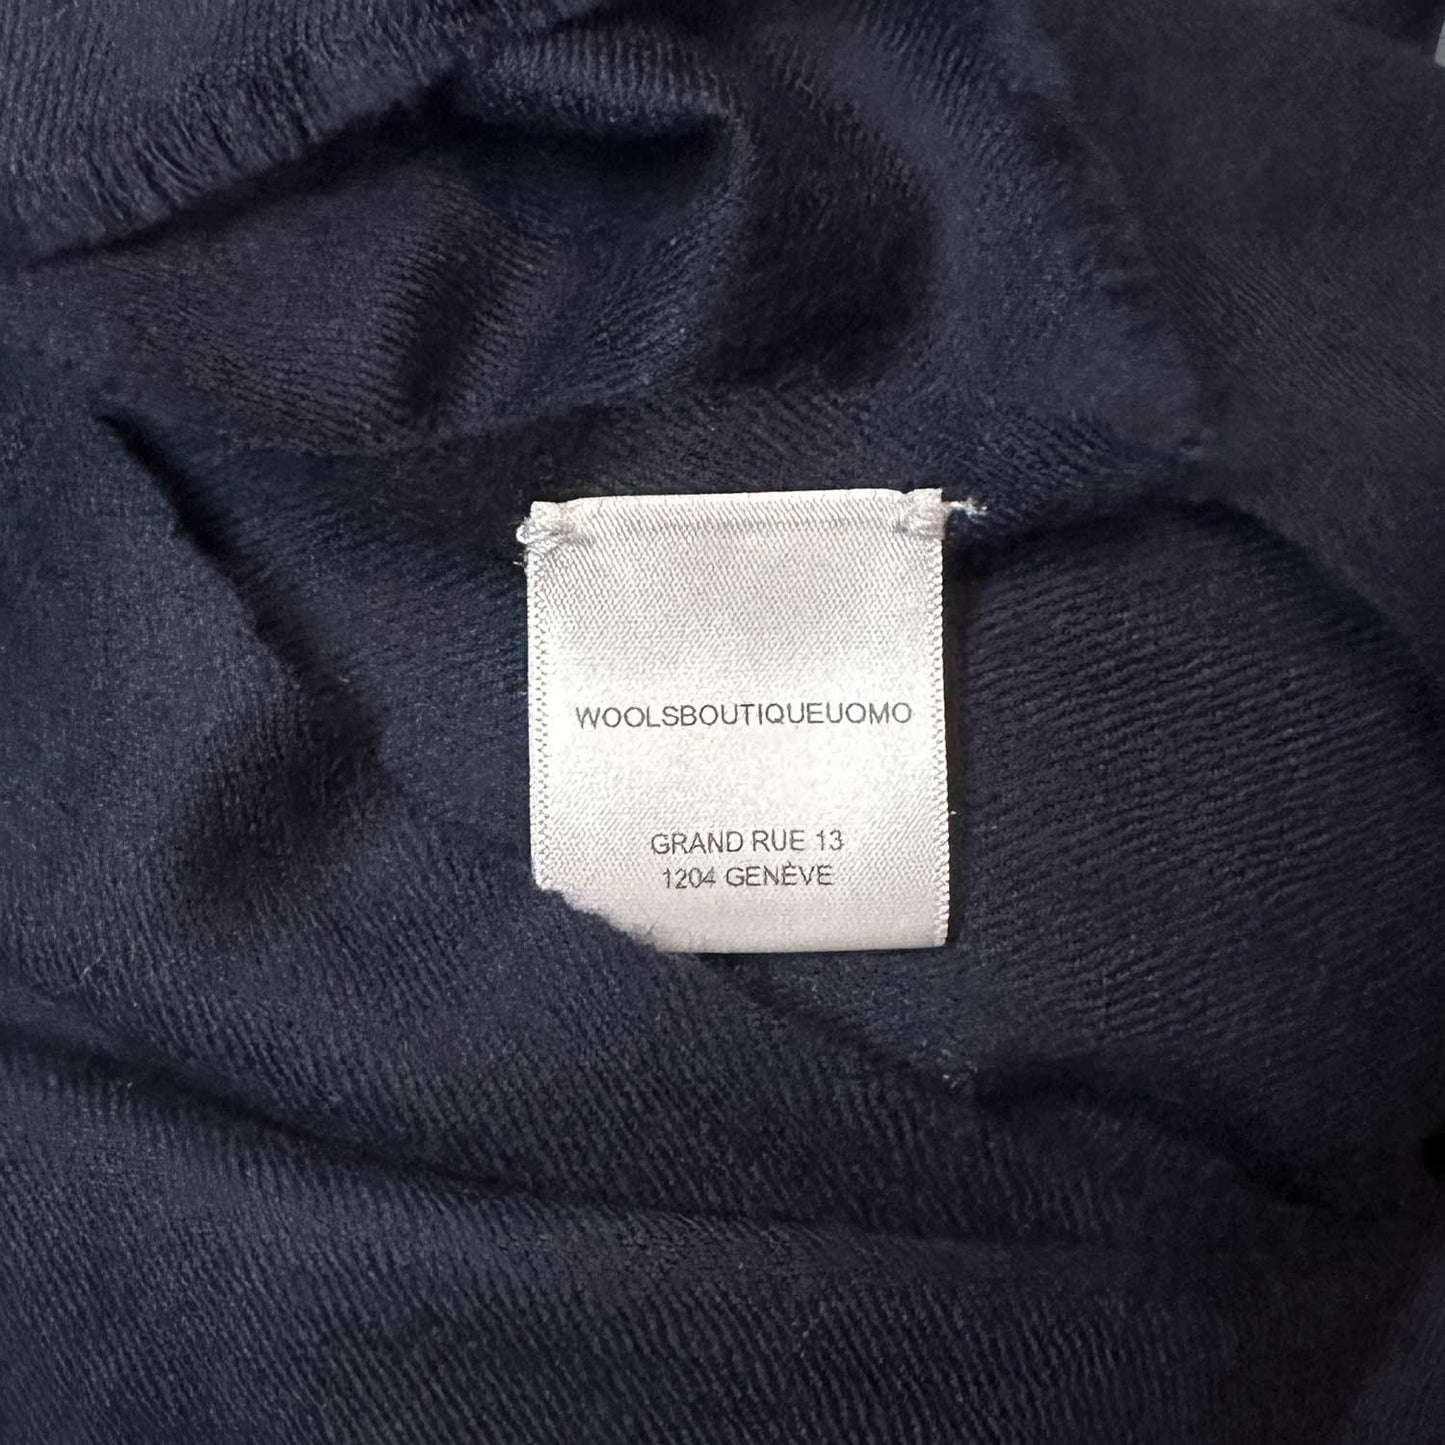 WOOLSBOUTIQUEUOMO
GRAND RUE 13
1204 GENÈVE